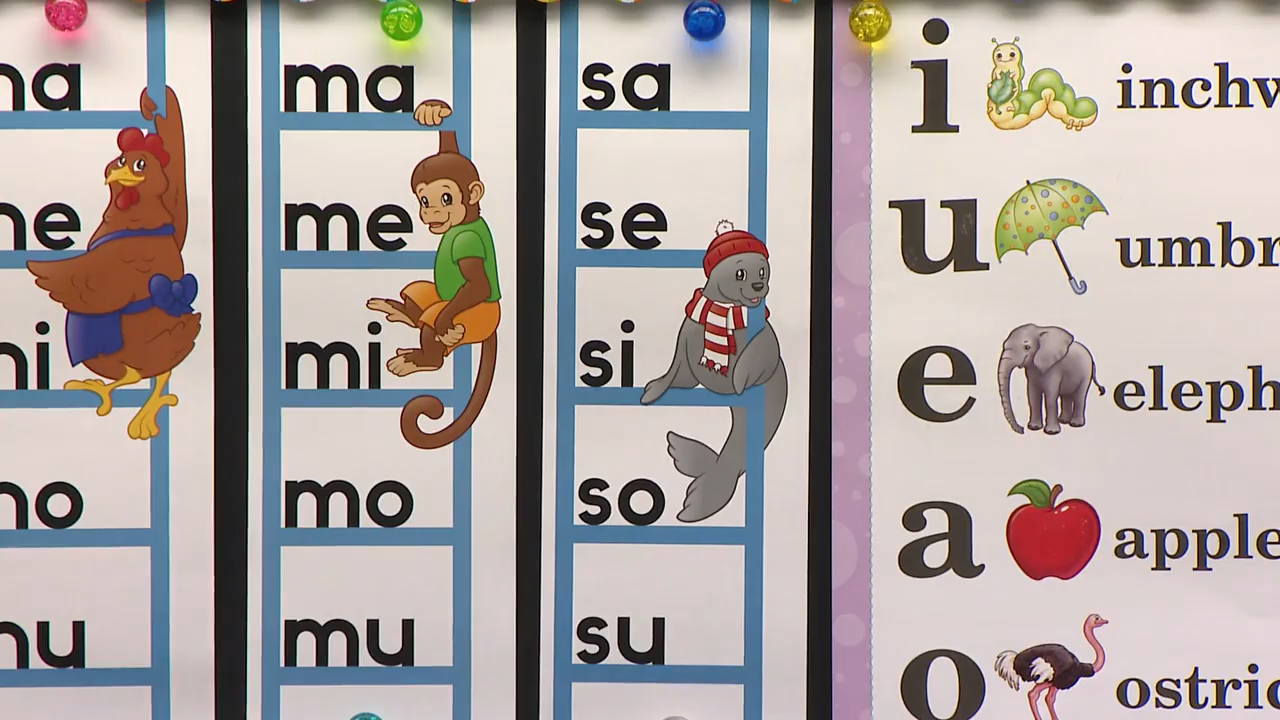 ma
me
mi
mo
mu
sa
se
si
so
su
i inchw
u umbr
e eleph
a apple
o ostric